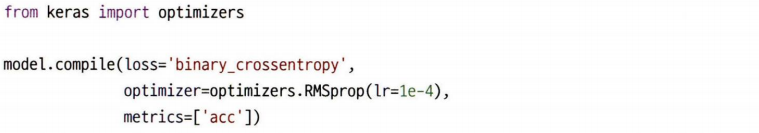 from keras import optimizers
model.compile(loss='binary_crossentropy',
optimizer=optimizers.RMSprop(lr=1e-4),
metrics=['acc'])